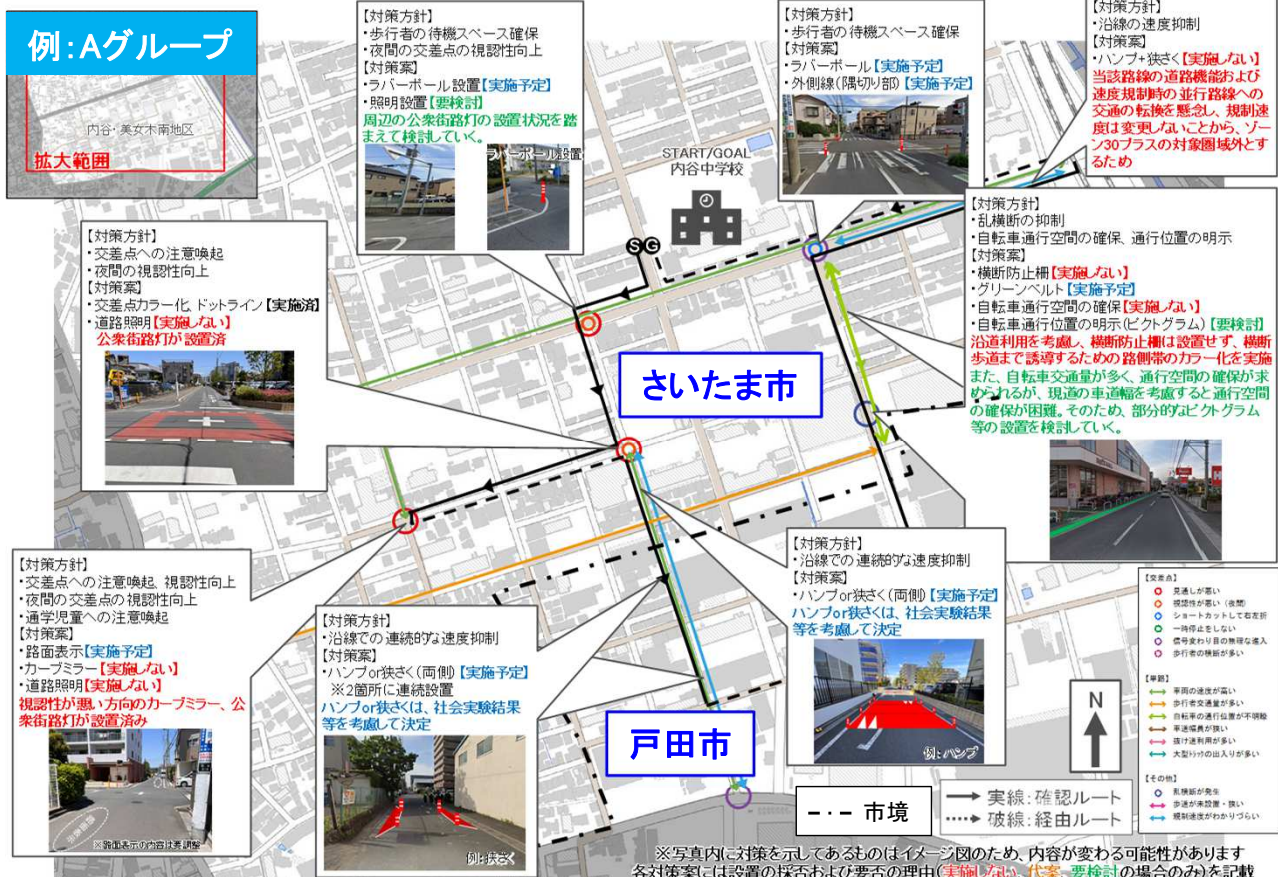 例:Aグループ
内谷・美女木南地区
拡大範囲
【対策方針】
・歩行者の待機スペース確保
・夜間の交差点の視認性向上
【対策案】
・ラバーポール設置【実施予定】
・照明設置【要検討】
周辺の公衆街路灯の設置状況を踏
まえて検討していく。
ラバーポール設置
【対策方針】
・歩行者の待機スペース確保
【対策案】
・ラバーポール【実施予定】
・外側線(隅切り部)【実施予定】
【対策方針】
・沿線の速度抑制
【対策案】
・ハンプ+狭さく【実施しない】
当該路線の道路機能および
速度規制時の並行路線への
交通の転換を懸念し、規制速
度は変更しないことから、ゾー
ン30プラスの対象圏域外とす
るため
START/GOAL
内谷中学校
S G
【対策方針】
・交差点への注意喚起
・夜間の視認性向上
【対策案】
・交差点カラー化、ドットライン【実施済】
・道路照明【実施しない】
公衆街路灯が設置済
【対策方針】
・乱横断の抑制
・自転車通行空間の確保、通行位置の明示
【対策案】
・横断防止柵【実施しない】
・グリーンベルト【実施予定】
・自転車通行空間の確保【実施しない】
・自転車通行位置の明示(ピクトグラム)【要検討】
沿道利用を考慮し、横断防止柵は設置せず、横断
歩道まで誘導するための路側帯のカラー化を実施
また、自転車交通量が多く、通行空間の確保が求
められるが、現道の車道幅を考慮すると通行空間
の確保が困難。そのため、部分的なピクトグラム
等の設置を検討していく。
さいたま市
戸田市
【対策方針】
・交差点への注意喚起、視認性向上
・夜間の交差点の視認性向上
・通学児童への注意喚起
【対策案】
・路面表示【実施予定】
・カーブミラー【実施しない】
・道路照明【実施しない】
視認性が悪い方向のカーブミラー、公
衆街路灯が設置済み
※路面表示の内容は要調整
【対策方針】
・沿線での連続的な速度抑制
【対策案】
・ハンプor狭さく(両側)【実施予定】
※2箇所に連続設置
ハンプor狭さくは、社会実験結果
等を考慮して決定
例:狭さく
【対策方針】
・沿線での連続的な速度抑制
【対策案】
・ハンプor狭さく(両側)【実施予定】
ハンプor狭さくは、社会実験結果
等を考慮して決定
例:ハンプ
N
市境
実線:確認ルート
破線:経由ルート
【交差点】
見通しが悪い
視認性が悪い(夜間)
ショートカットして右左折
一時停止をしない
信号変わり目の無理な進入
歩行者の横断が多い
【単路】
車両の速度が高い
歩行者交通量が多い
自転車の通行位置が不明瞭
車道幅員が狭い
抜け道利用が多い
大型トラックの出入りが多い
【その他】
乱横断が発生
歩道が未設置・狭い
規制速度がわかりづらい
※写真内に対策を示してあるものはイメージ図のため、内容が変わる可能性があります
各対策案には設置の採否および要否の理由(実施しない、代案、要検討の場合のみ)を記載